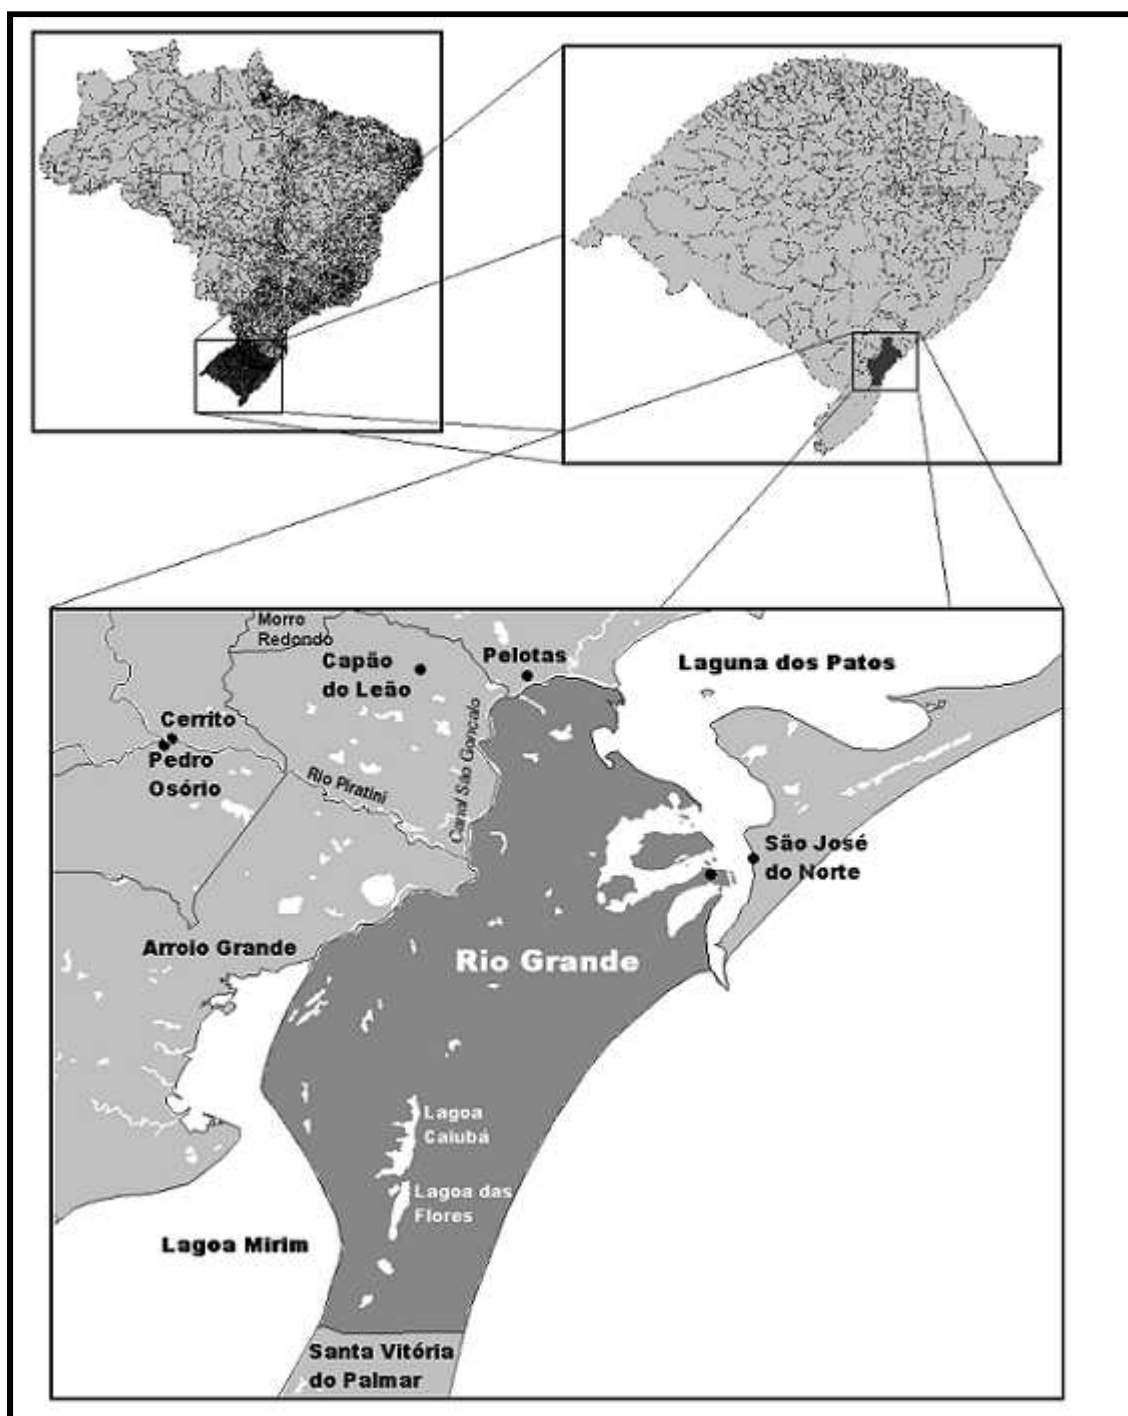 Morro
Redondo
Capão
do Leão
Pelotas
Laguna dos Patos
Cerrito
Pedro
Osório
Rio Piratini
Canal São Gonçalo
São José
do Norte
Arroio Grande
Rio Grande
Lagoa
Caiubá
Lagoa das
Flores
Lagoa Mirim
Santa Vitória
do Palmar